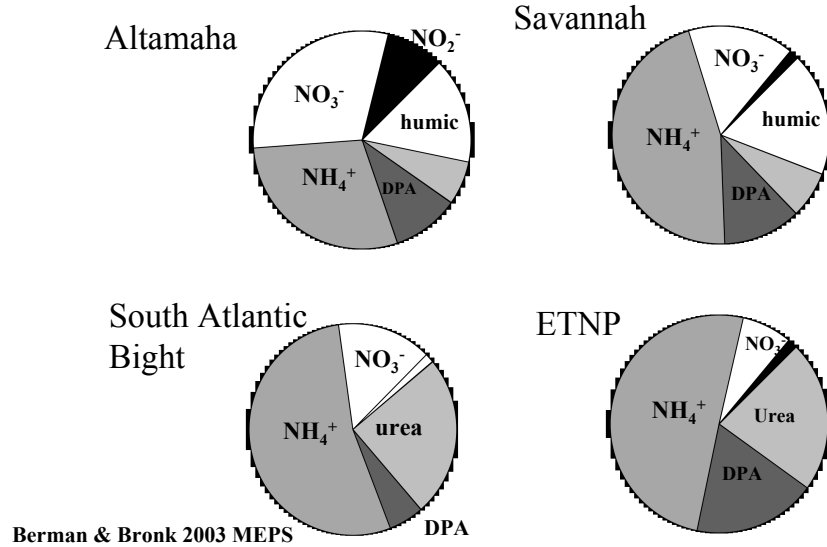 Altamaha
NO₂⁻
NO₃⁻
humic
NH₄⁺
DPA
Savannah
NO₃⁻
humic
NH₄⁺
DPA
South Atlantic
Bight
NO₃⁻
NH₄⁺
urea
DPA
ETNP
NO₃⁻
NH₄⁺
Urea
DPA
Berman & Bronk 2003 MEPS